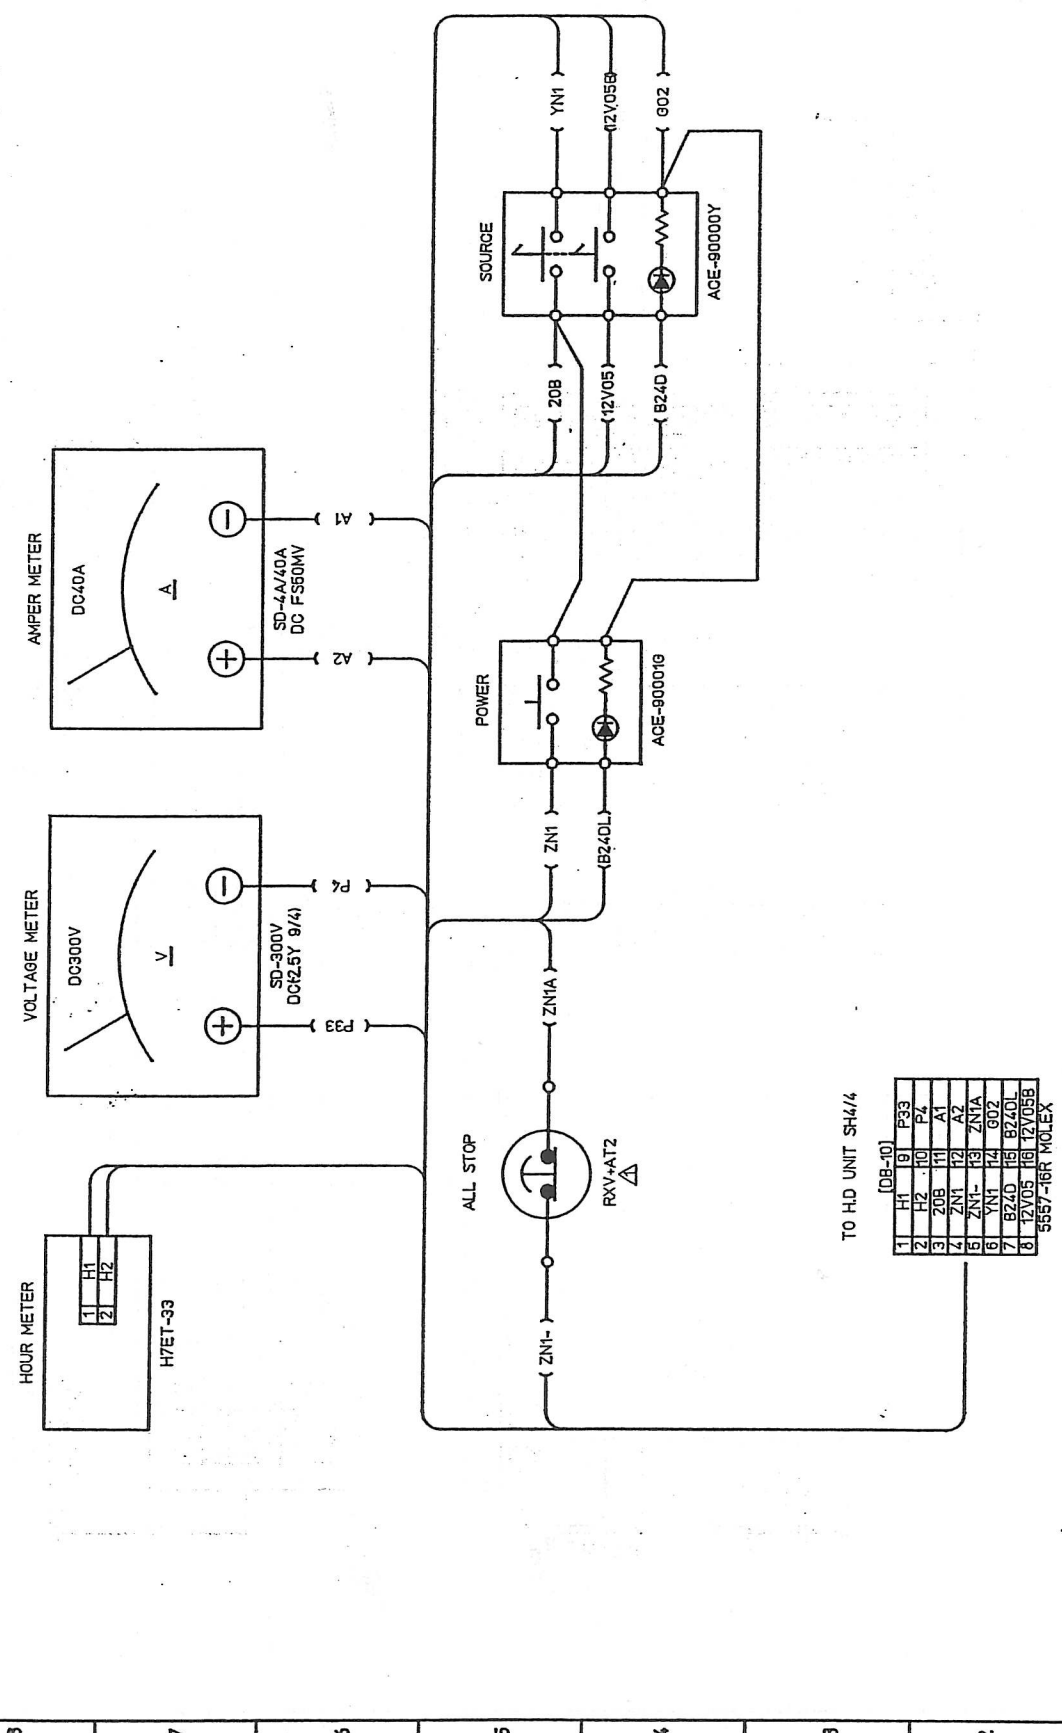 HOUR METER
1 H1
2 H2
H7ET-33
VOLTAGE METER
DC300V
V
+
−
SD-300V
DC(±2.5Y 9/4)
P33
P4
AMPER METER
DC40A
A
+
−
SD-4A/40A
DC FS50MV
A2
A1
ALL STOP
RXV+AT2
1
ZN1-
ZN1A
POWER
ACE-90001G
ZN1
B24DL
SOURCE
ACE-90000Y
20B
12V05
B24D
YN1
12V05B
G02
TO H.D UNIT SH4/4
[DB-10]
1 H1 9 P33
2 H2 10 P4
3 20B 11 A1
4 ZN1 12 A2
5 ZN1- 13 ZN1A
6 YN1 14 G02
7 B24D 15 B24DL
8 12V05 16 12V05B
5557-16R MOLEX